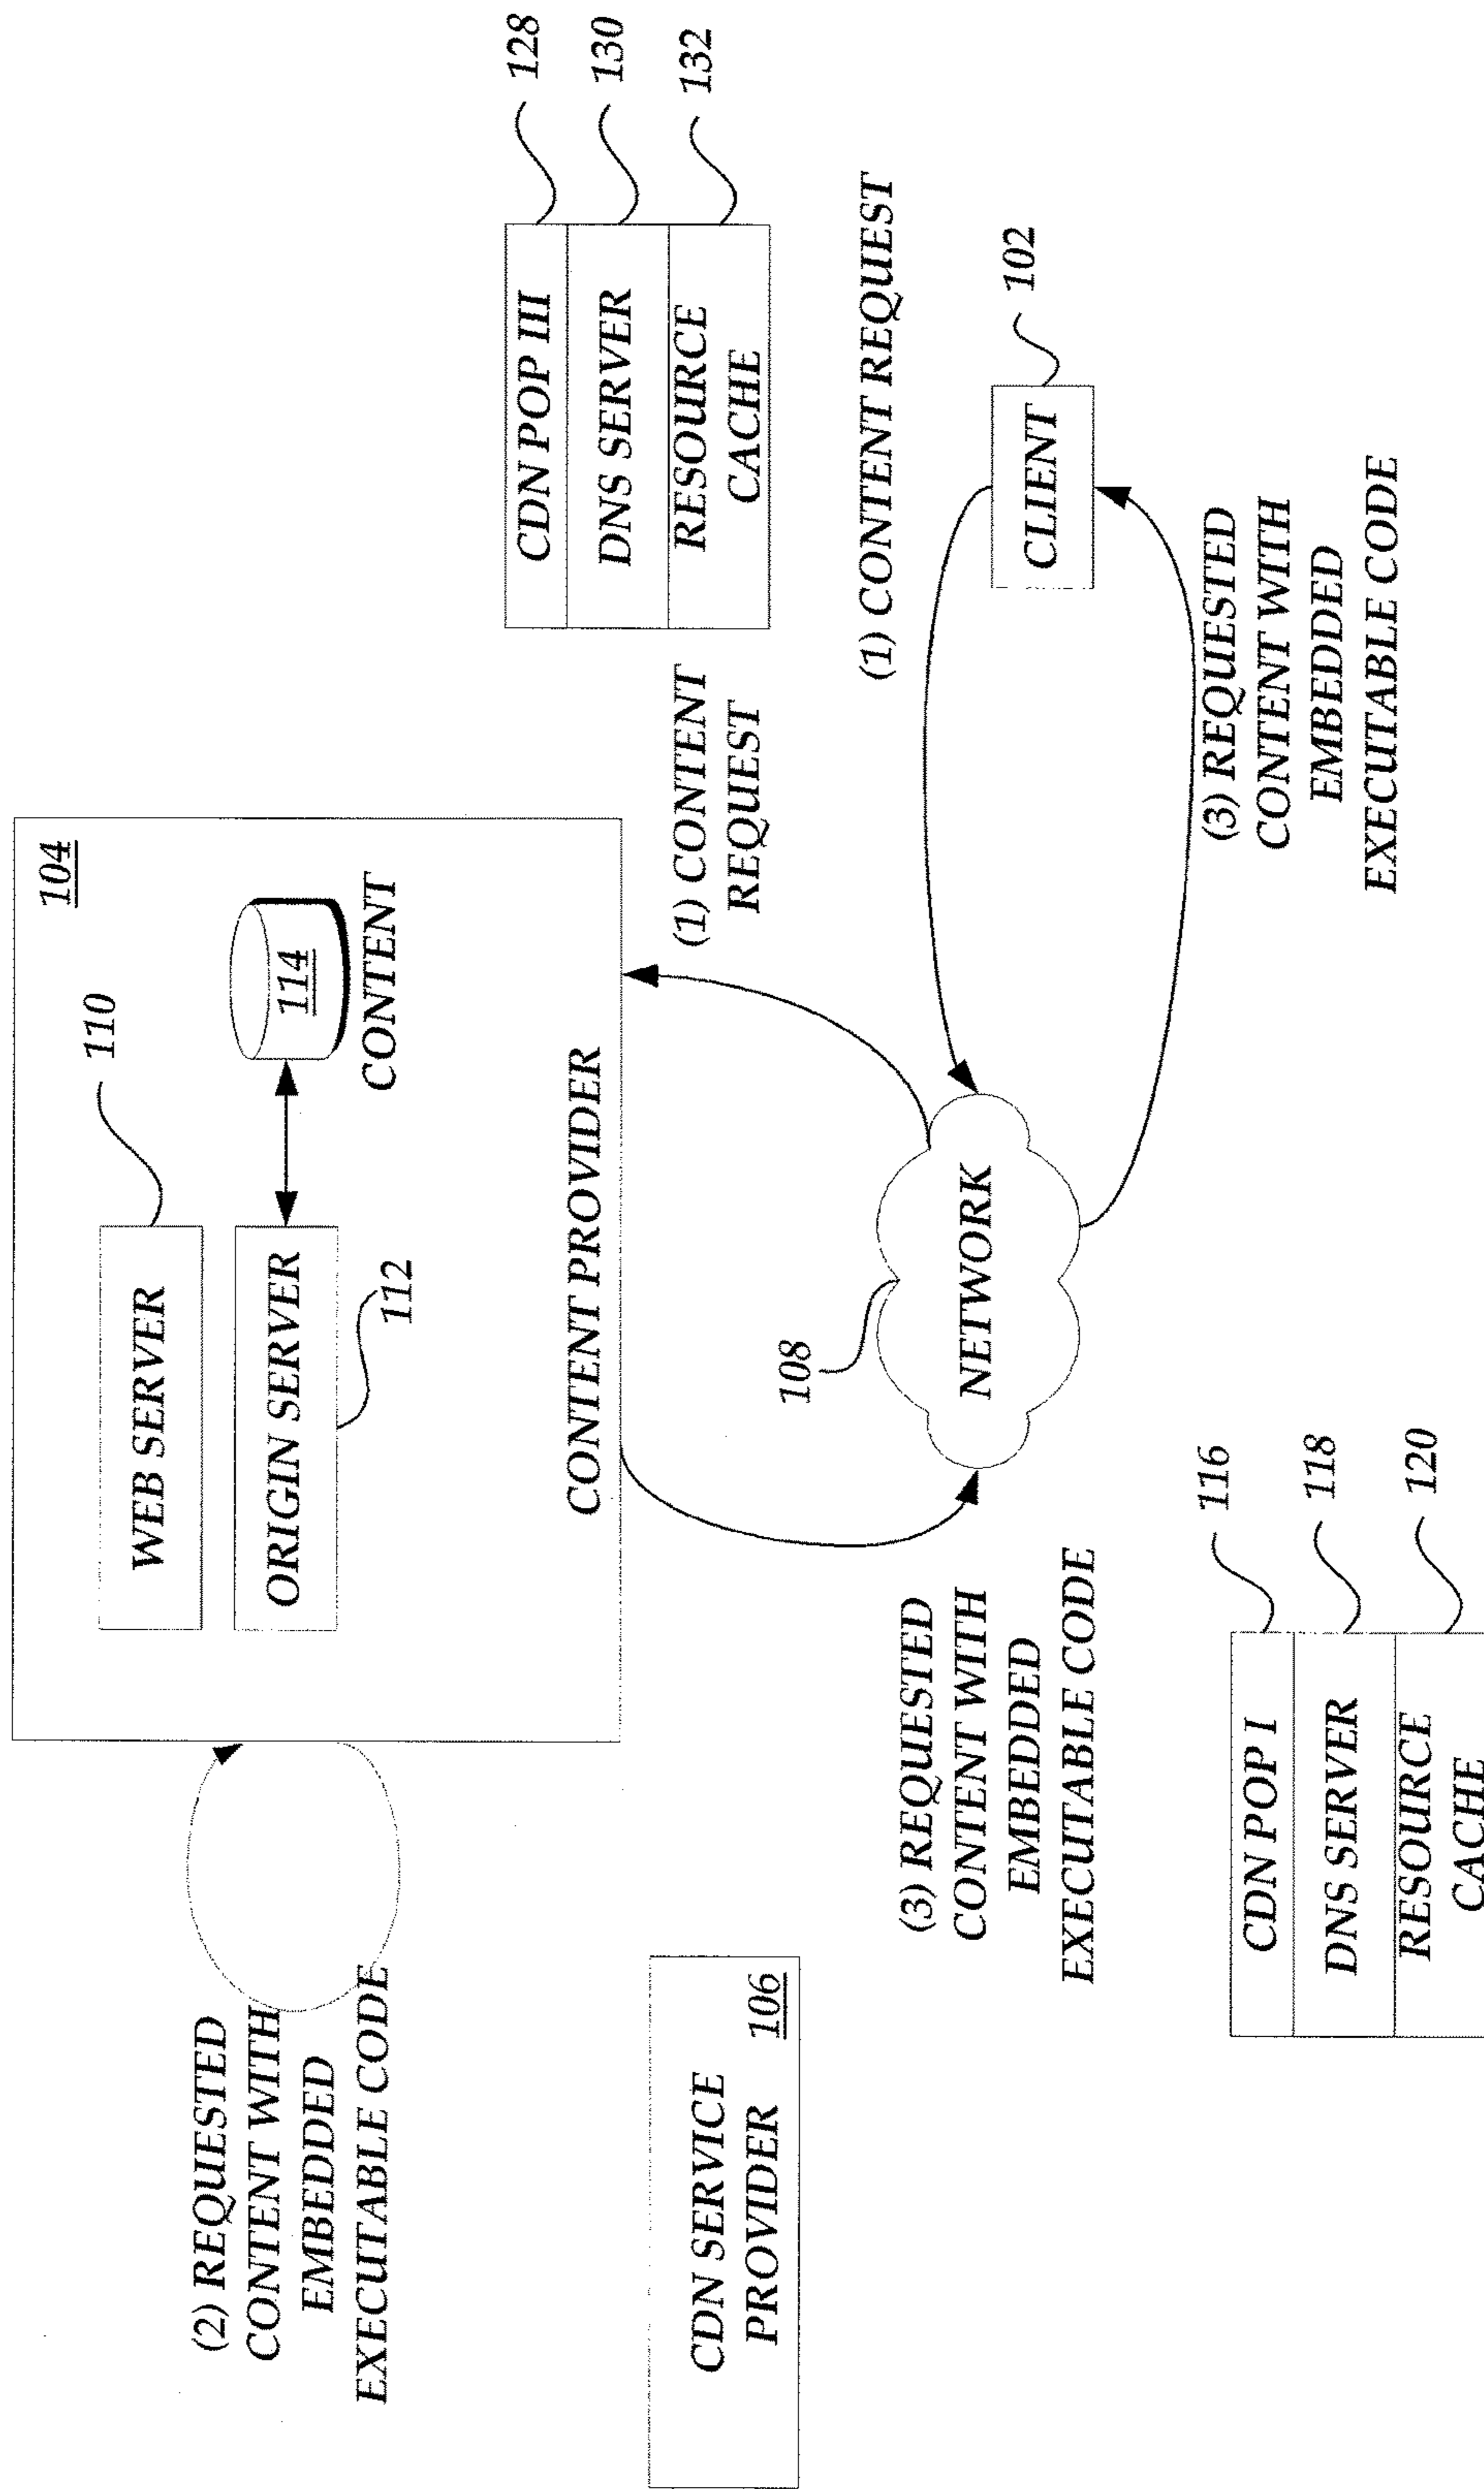 (2) REQUESTED
CONTENT WITH
EMBEDDED
EXECUTABLE CODE
104
WEB SERVER
110
ORIGIN SERVER
112
114
CONTENT
CONTENT PROVIDER
CDN SERVICE
PROVIDER
106
(1) CONTENT
REQUEST
CDN POP III
DNS SERVER
RESOURCE
CACHE
128
130
132
108
NETWORK
(1) CONTENT REQUEST
CLIENT
102
(3) REQUESTED
CONTENT WITH
EMBEDDED
EXECUTABLE CODE
(3) REQUESTED
CONTENT WITH
EMBEDDED
EXECUTABLE CODE
CDN POP I
DNS SERVER
RESOURCE
CACHE
116
118
120